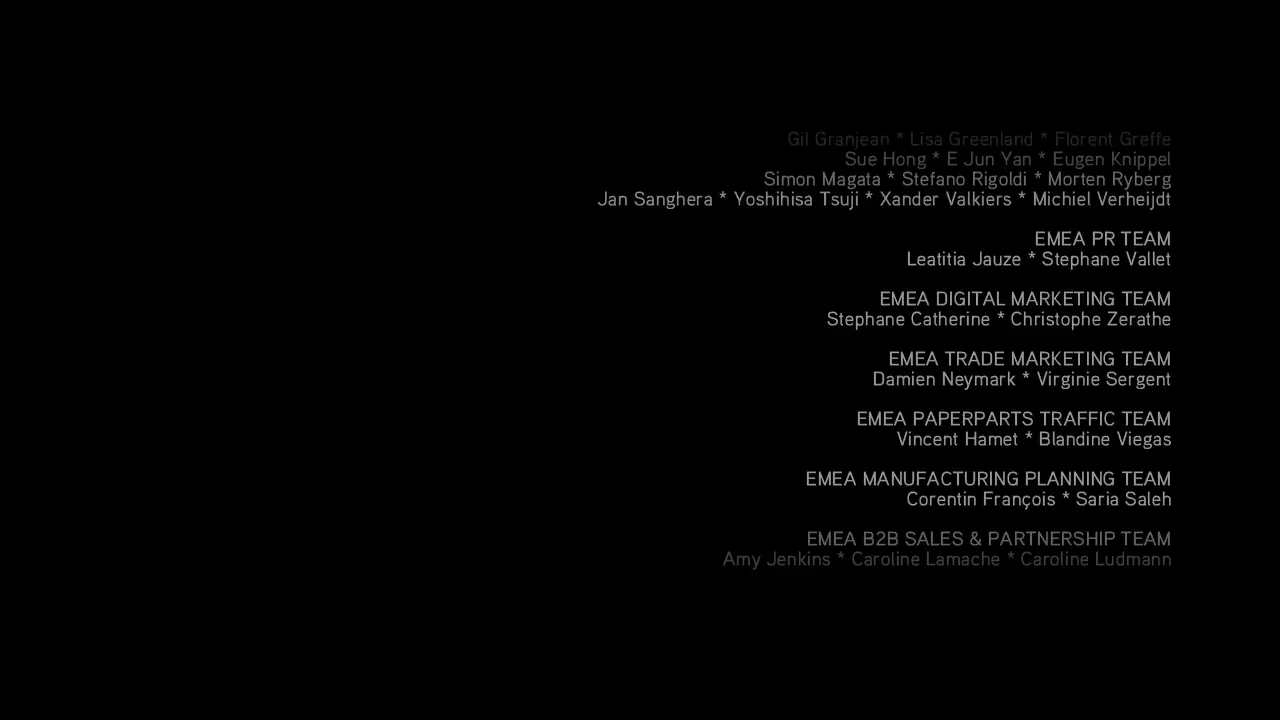 Gil Granjean * Lisa Greenland * Florent Greffe
Sue Hong * E Jun Yan * Eugen Knippel
Simon Magata * Stefano Rigoldi * Morten Ryberg
Jan Sanghera * Yoshihisa Tsuji * Xander Valkiers * Michiel Verheijdt
EMEA PR TEAM
Leatitia Jauze * Stephane Vallet
EMEA DIGITAL MARKETING TEAM
Stephane Catherine * Christophe Zerathe
EMEA TRADE MARKETING TEAM
Damien Neymark * Virginie Sergent
EMEA PAPERPARTS TRAFFIC TEAM
Vincent Hamet * Blandine Viegas
EMEA MANUFACTURING PLANNING TEAM
Corentin François * Saria Saleh
EMEA B2B SALES & PARTNERSHIP TEAM
Amy Jenkins * Caroline Lamache * Caroline Ludmann